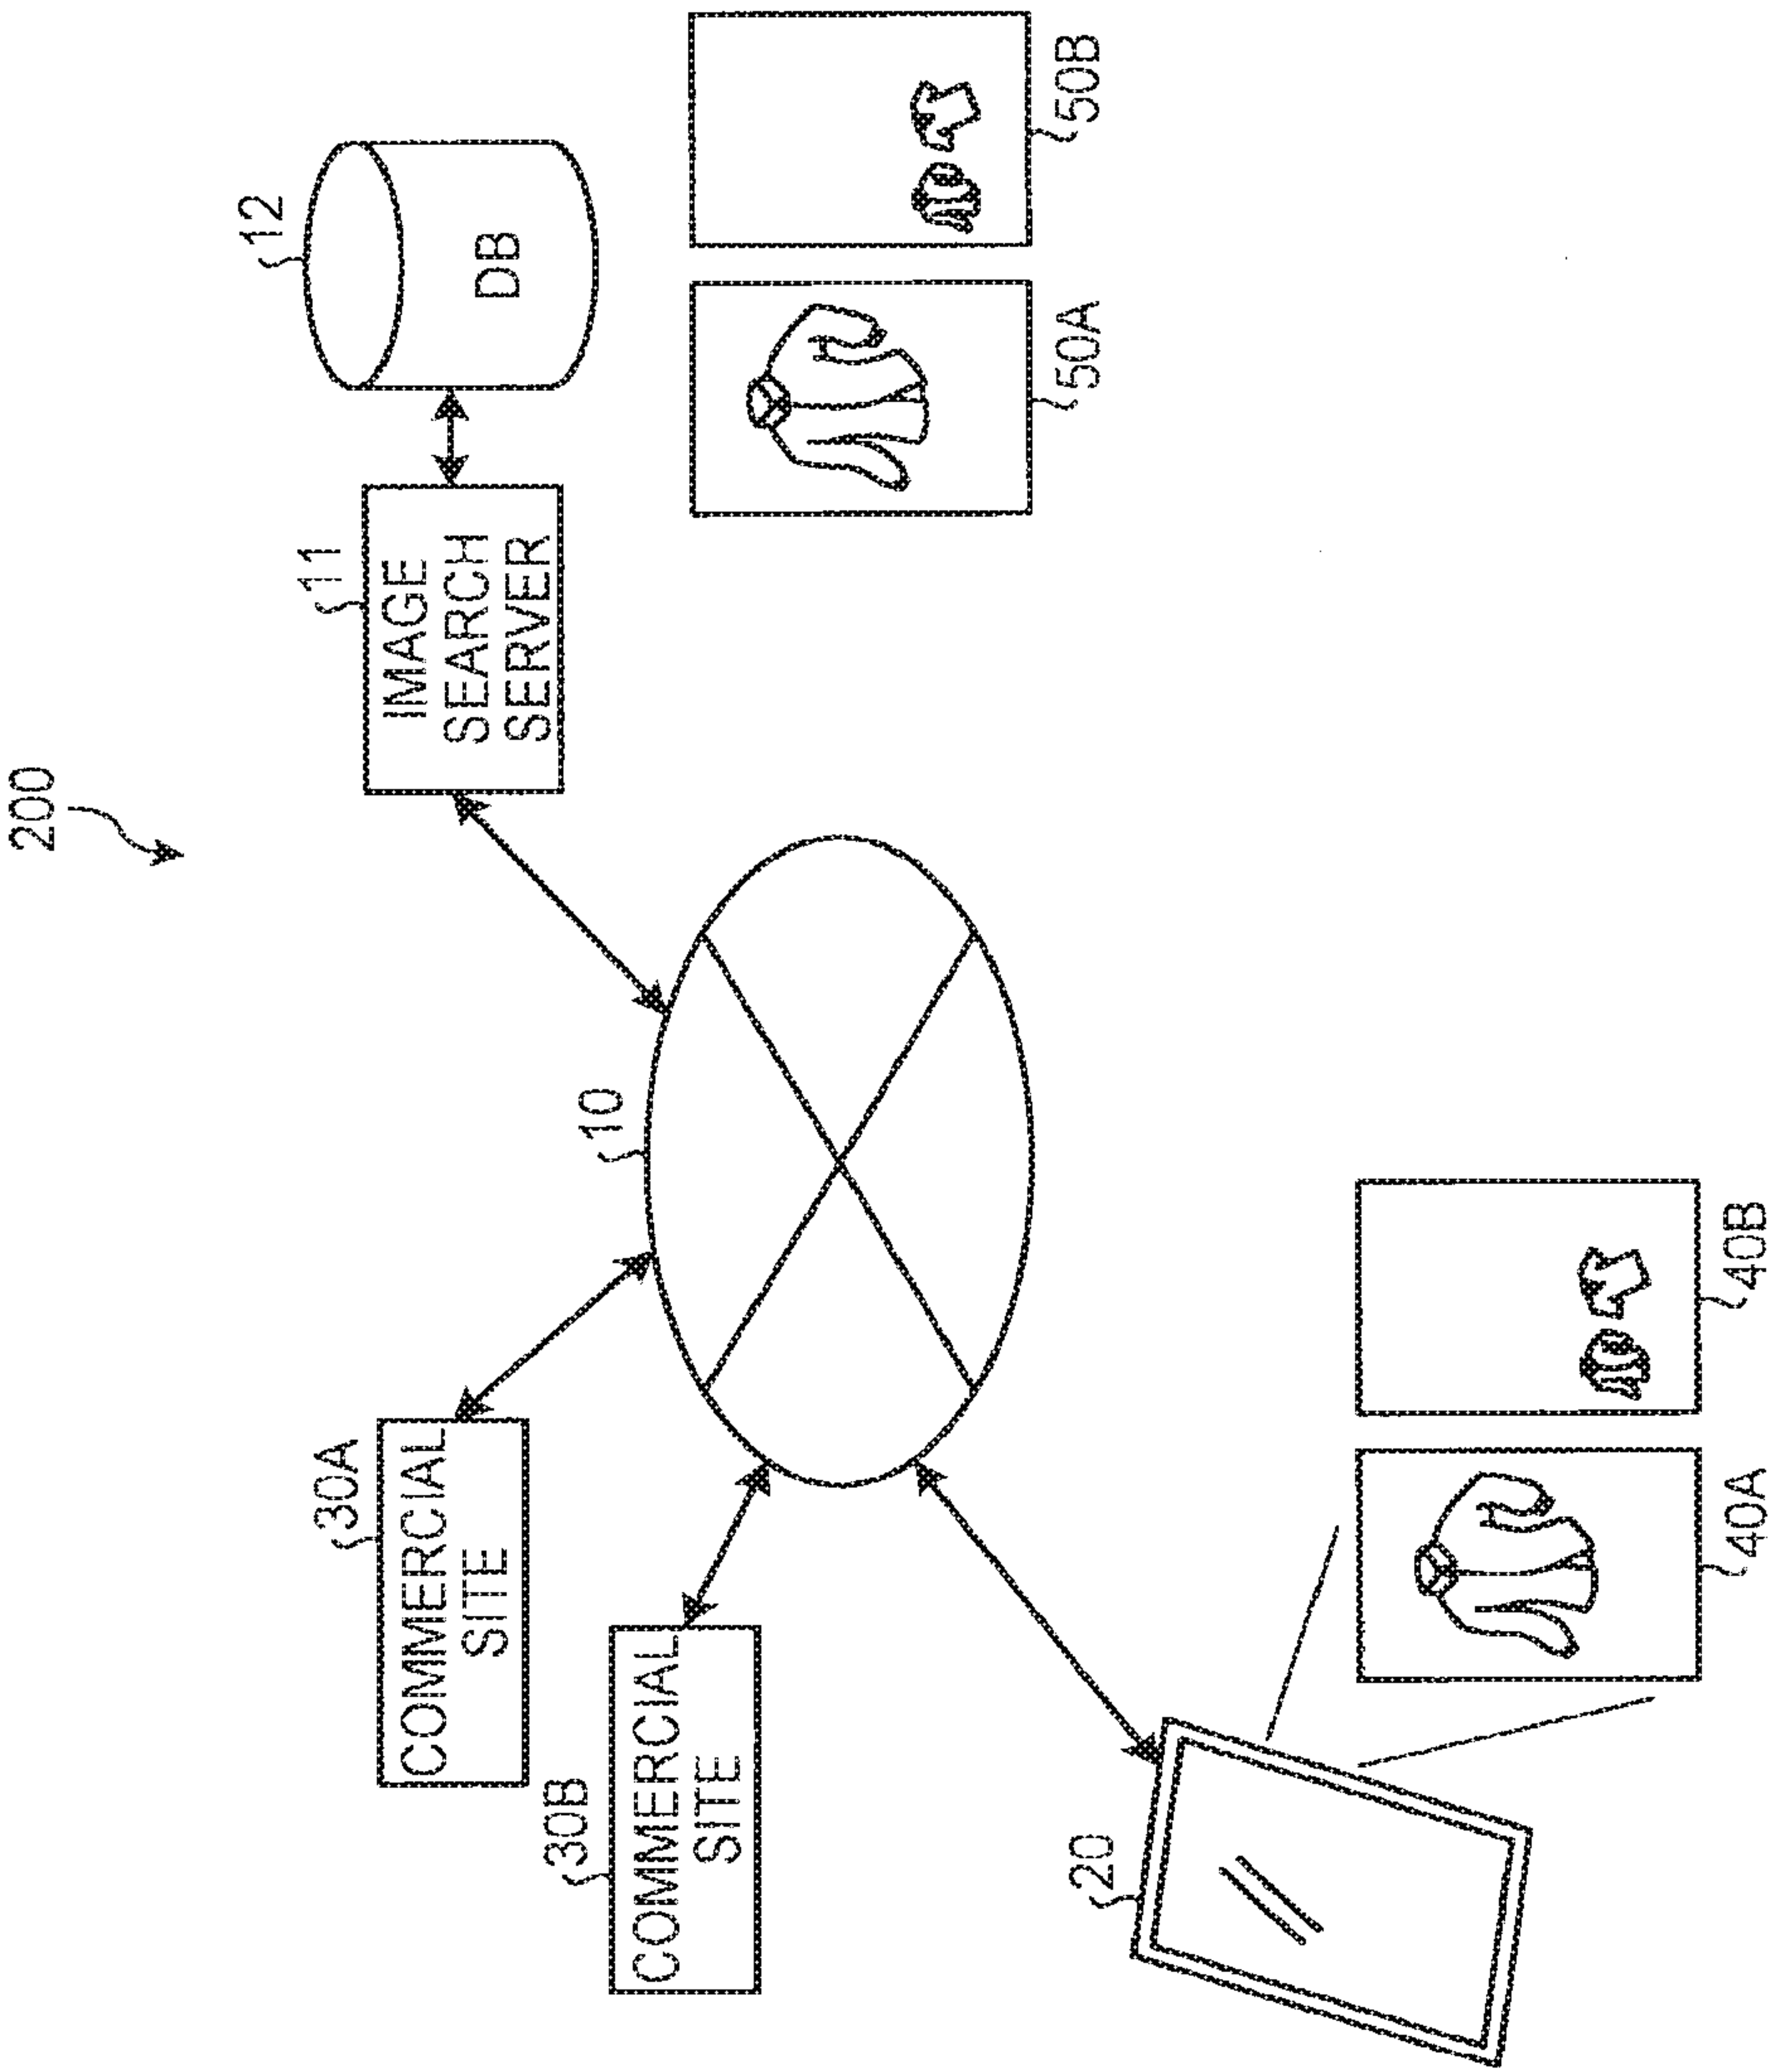 200
12
DB
11
IMAGE
SEARCH
SERVER
50A
50B
10
30A
COMMERCIAL
SITE
30B
COMMERCIAL
SITE
20
40A
40B